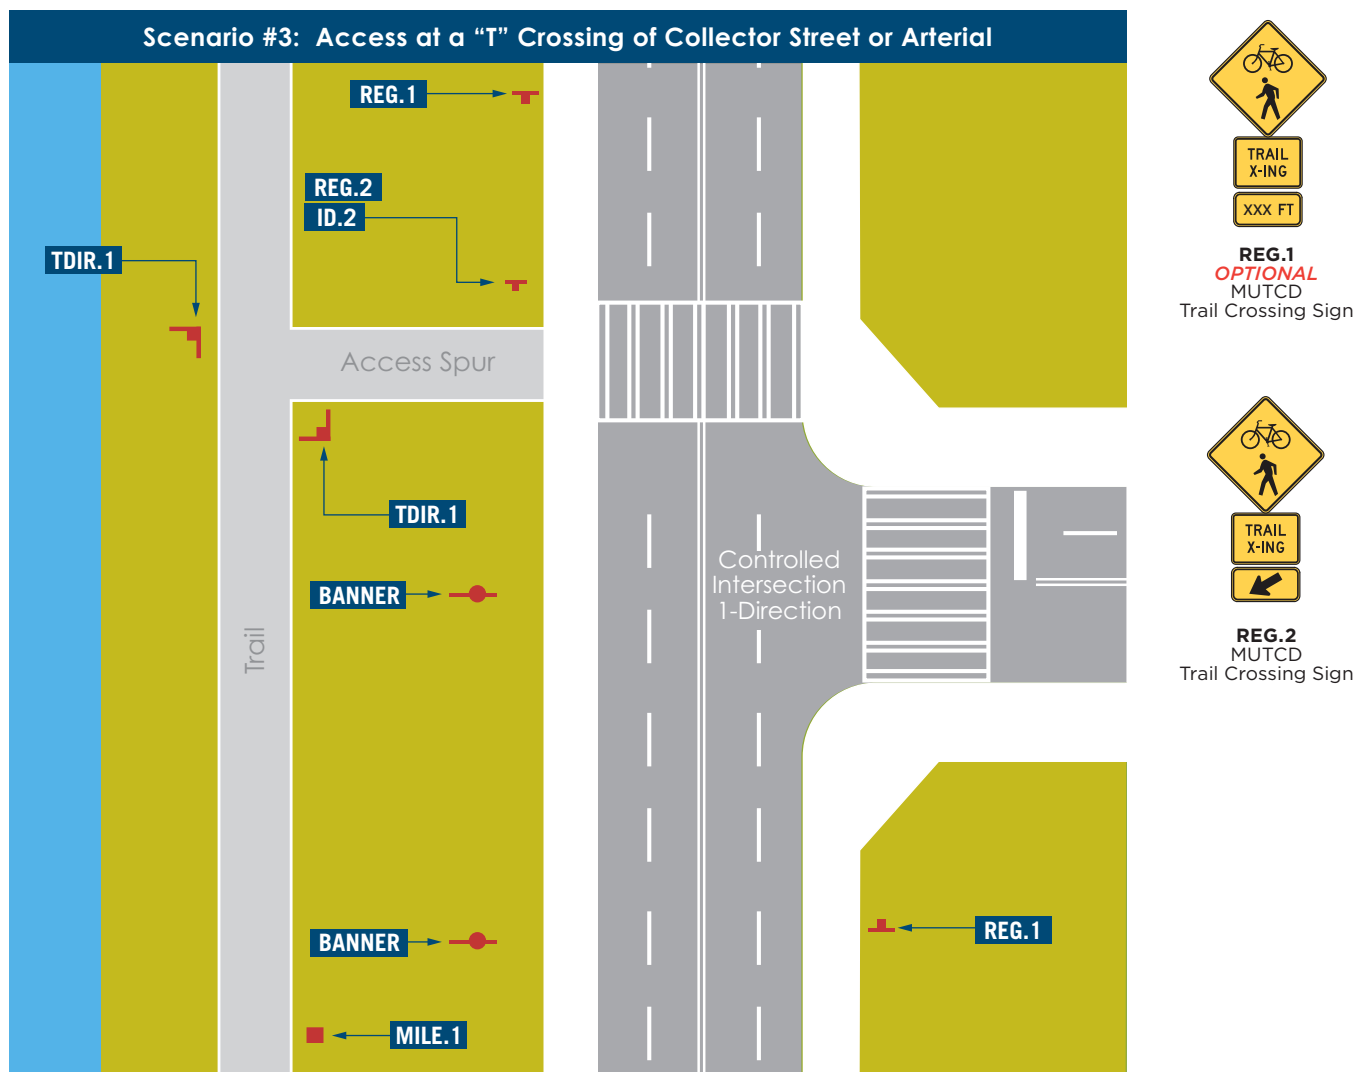 Scenario #3: Access at a “T” Crossing of Collector Street or Arterial
REG.1
REG.2
ID.2
TDIR.1
Access Spur
TDIR.1
BANNER
Controlled
Intersection
1-Direction
Trail
BANNER
REG.1
MILE.1
TRAIL
X-ING
XXX FT
REG.1
OPTIONAL
MUTCD
Trail Crossing Sign
TRAIL
X-ING
REG.2
MUTCD
Trail Crossing Sign